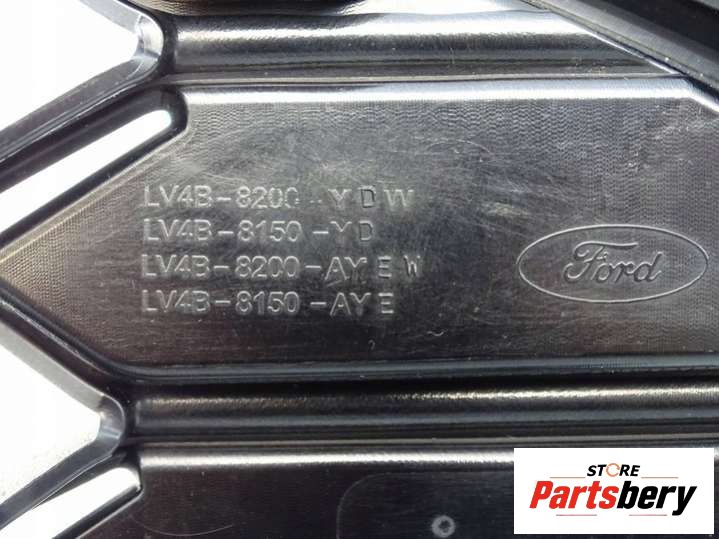 LV4B-8200-YDW
LV4B-8150-YD
LV4B-8200-AYEW
LV4B-8150-AYE
Ford
STORE
Partsbery